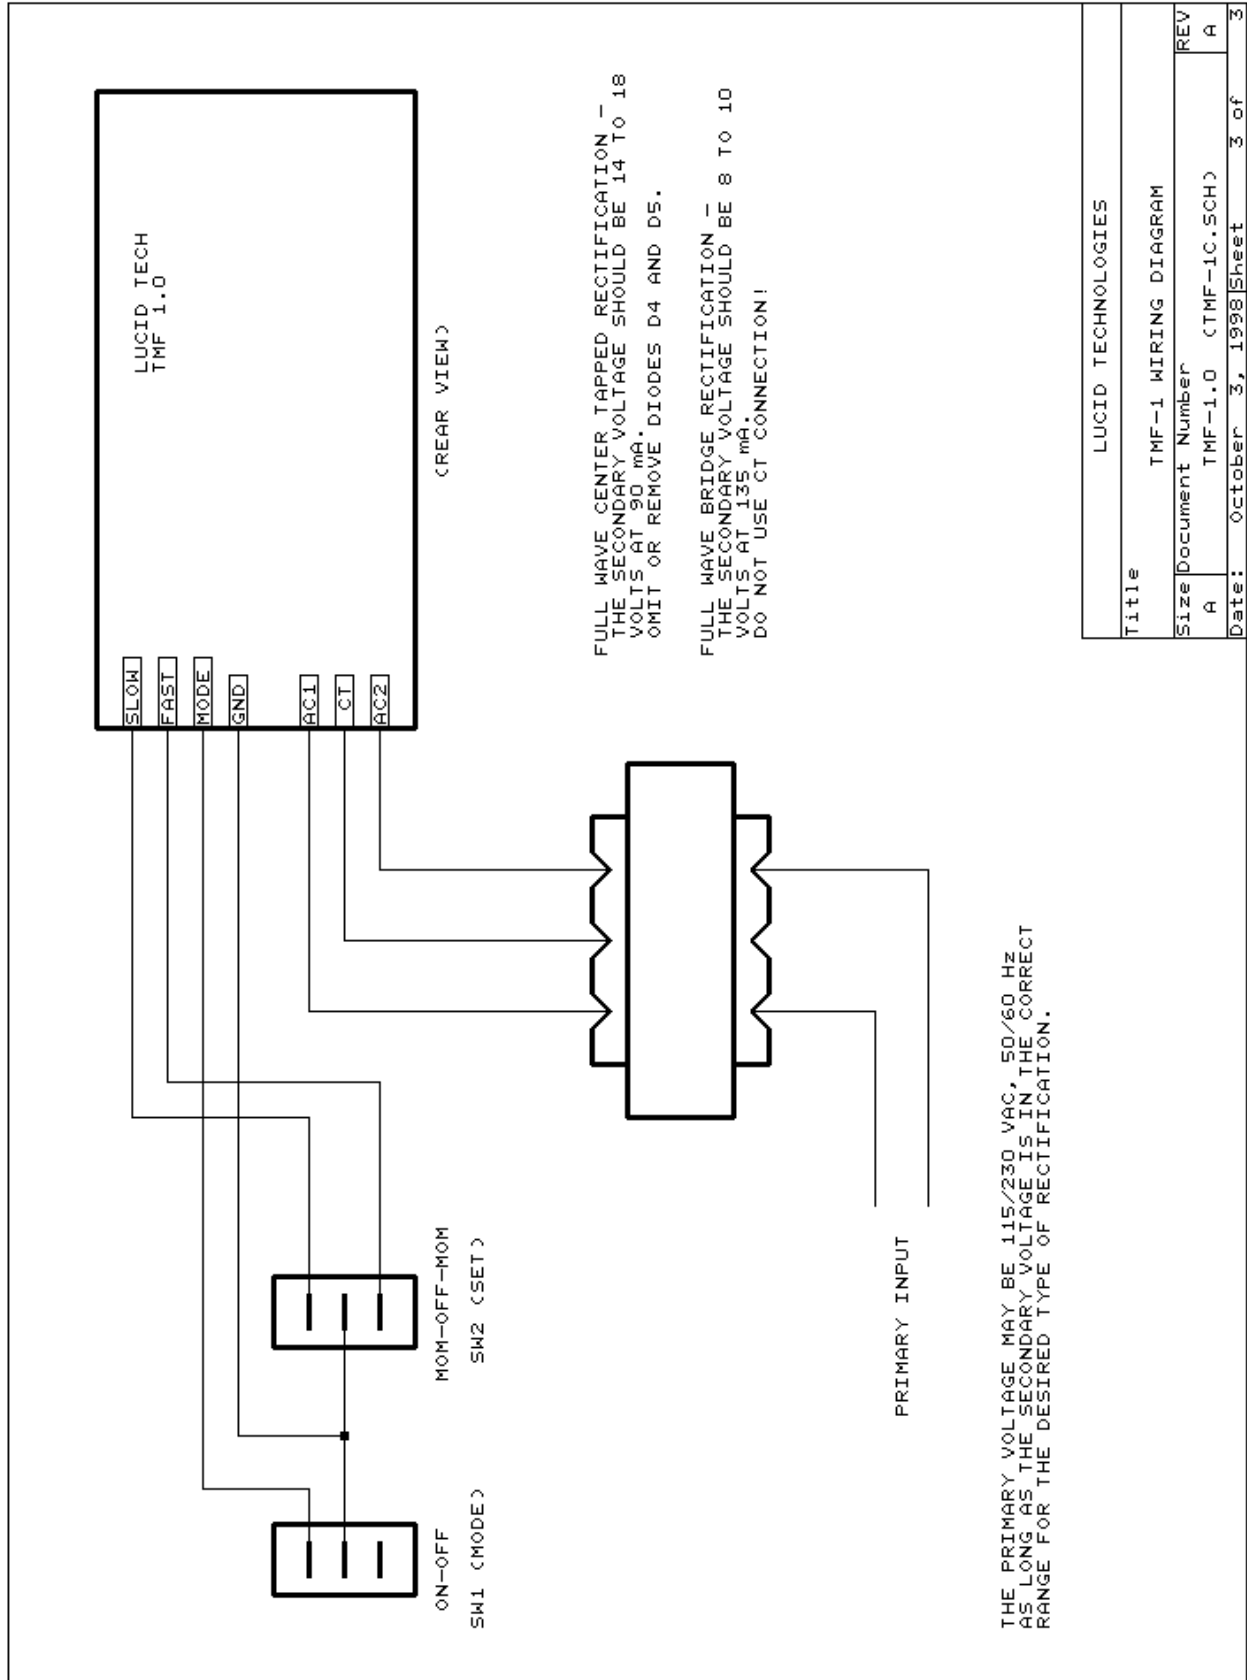 LUCID TECH
TMF 1.0
SLOW
FAST
MODE
GND
AC1
CT
AC2
(REAR VIEW)
ON-OFF
SW1 (MODE)
MOM-OFF-MOM
SW2 (SET)
FULL WAVE CENTER TAPPED RECTIFICATION -
THE SECONDARY VOLTAGE SHOULD BE 14 TO 18
VOLTS AT 90 mA.
OMIT OR REMOVE DIODES D4 AND D5.
FULL WAVE BRIDGE RECTIFICATION -
THE SECONDARY VOLTAGE SHOULD BE 8 TO 10
VOLTS AT 135 mA.
DO NOT USE CT CONNECTION!
PRIMARY INPUT
THE PRIMARY VOLTAGE MAY BE 115/230 VAC, 50/60 Hz
AS LONG AS THE SECONDARY VOLTAGE IS IN THE CORRECT
RANGE FOR THE DESIRED TYPE OF RECTIFICATION.
LUCID TECHNOLOGIES
Title
TMF-1 WIRING DIAGRAM
Size Document Number REV
A TMF-1.0 (TMF-1C.SCH) A
Date: October 3, 1998 Sheet 3 of 3